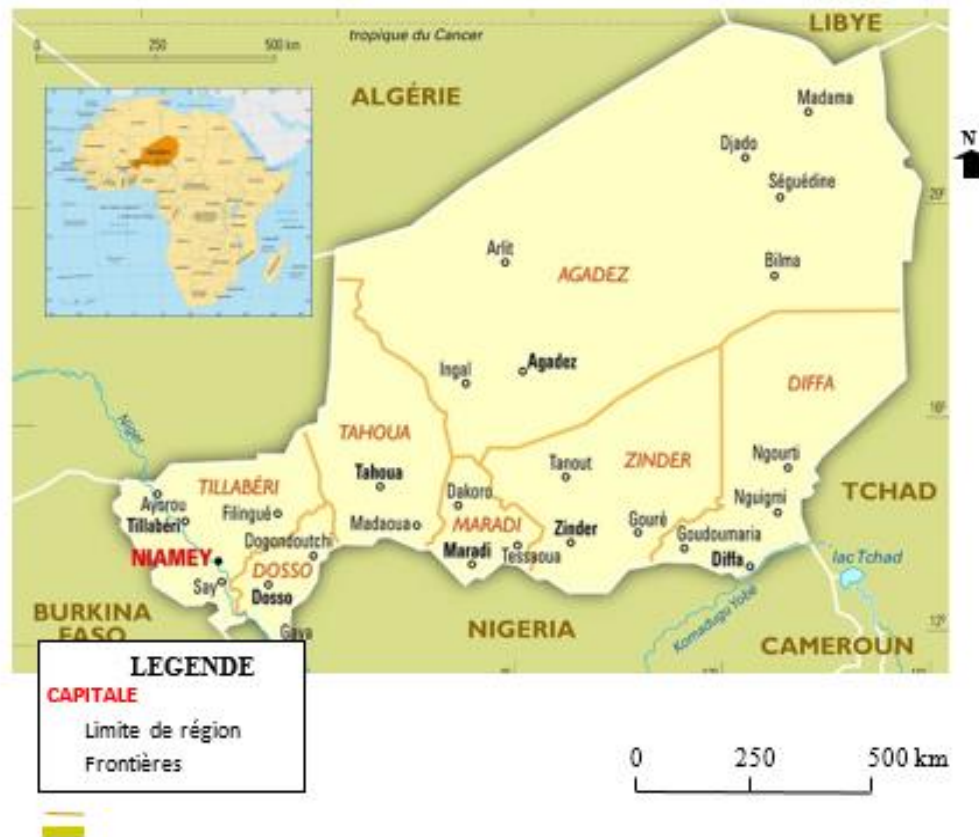 LIBYE
0 250 500 km
tropique du Cancer
ALGÉRIE
Madama
N
Djado
Séguédine
20°
Arlit
Bilma
AGADEZ
Agadez
Ingal
DIFFA
16°
Niger
TAHOUA
Tanout
ZINDER
Ngourti
TILLABÉRI
Tahoua
TCHAD
Ayorou
Dakoro
Nguigmi
Tillabéri
Filingué
Madaoua
MARADI
Zinder
Gouré
Goudoumaria
Dogondoutchi
NIAMEY
DOSSO
Maradi
Tessaoua
Diffa
lac Tchad
Say
Dosso
BURKINA
FASO
Gaya
NIGERIA
Komadugu Yobé
12°
CAMEROUN
LEGENDE
CAPITALE
Limite de région
Frontières
0 250 500 km